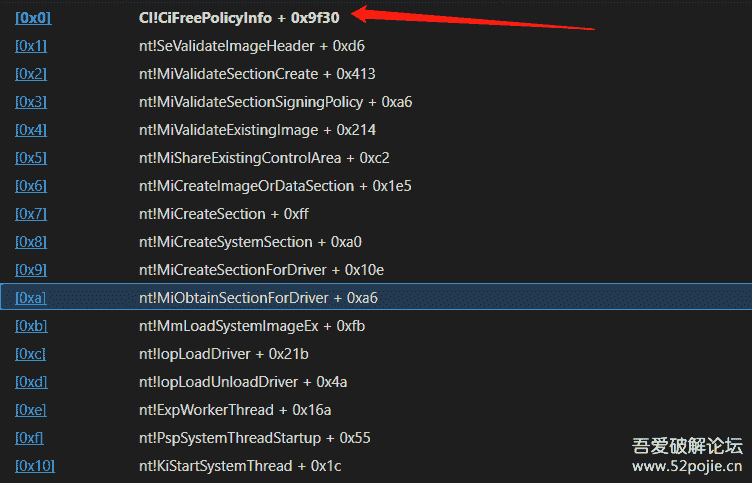 [0x0] CI!CiFreePolicyInfo + 0x9f30
[0x1] nt!SeValidateImageHeader + 0xd6
[0x2] nt!MiValidateSectionCreate + 0x413
[0x3] nt!MiValidateSectionSigningPolicy + 0xa6
[0x4] nt!MiValidateExistingImage + 0x214
[0x5] nt!MiShareExistingControlArea + 0xc2
[0x6] nt!MiCreateImageOrDataSection + 0x1e5
[0x7] nt!MiCreateSection + 0xff
[0x8] nt!MiCreateSystemSection + 0xa0
[0x9] nt!MiCreateSectionForDriver + 0x10e
[0xa] nt!MiObtainSectionForDriver + 0xa6
[0xb] nt!MmLoadSystemImageEx + 0xfb
[0xc] nt!IopLoadDriver + 0x21b
[0xd] nt!IopLoadUnloadDriver + 0x4a
[0xe] nt!ExpWorkerThread + 0x16a
[0xf] nt!PspSystemThreadStartup + 0x55
[0x10] nt!KiStartSystemThread + 0x1c
吾爱破解论坛
www.52pojie.cn